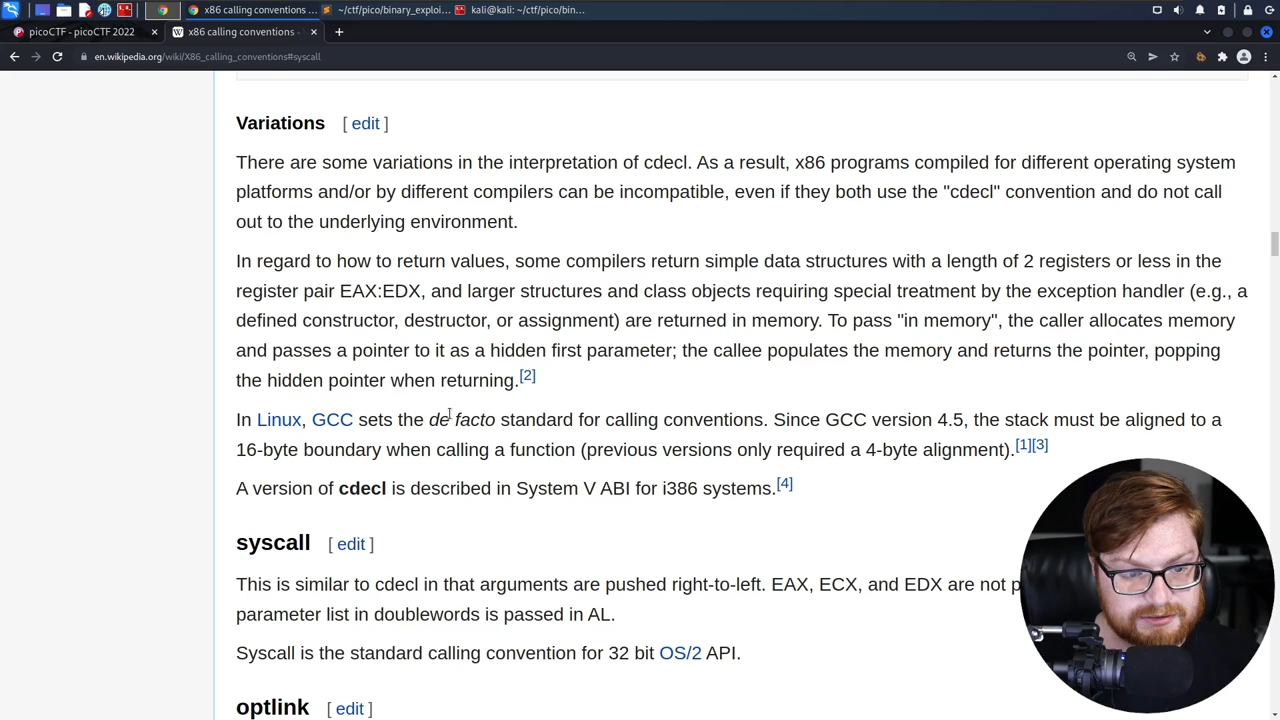 x86 calling conventions ...
~/ctf/pico/binary_exploi...
kali@kali: ~/ctf/pico/bin...
picoCTF - picoCTF 2022
x86 calling conventions -
en.wikipedia.org/wiki/X86_calling_conventions#syscall
Variations [ edit ]
There are some variations in the interpretation of cdecl. As a result, x86 programs compiled for different operating system
platforms and/or by different compilers can be incompatible, even if they both use the "cdecl" convention and do not call
out to the underlying environment.
In regard to how to return values, some compilers return simple data structures with a length of 2 registers or less in the
register pair EAX:EDX, and larger structures and class objects requiring special treatment by the exception handler (e.g., a
defined constructor, destructor, or assignment) are returned in memory. To pass "in memory", the caller allocates memory
and passes a pointer to it as a hidden first parameter; the callee populates the memory and returns the pointer, popping
the hidden pointer when returning.[2]
In Linux, GCC sets the de facto standard for calling conventions. Since GCC version 4.5, the stack must be aligned to a
16-byte boundary when calling a function (previous versions only required a 4-byte alignment).[1][3]
A version of cdecl is described in System V ABI for i386 systems.[4]
syscall [ edit ]
This is similar to cdecl in that arguments are pushed right-to-left. EAX, ECX, and EDX are not
parameter list in doublewords is passed in AL.
Syscall is the standard calling convention for 32 bit OS/2 API.
optlink [ edit ]